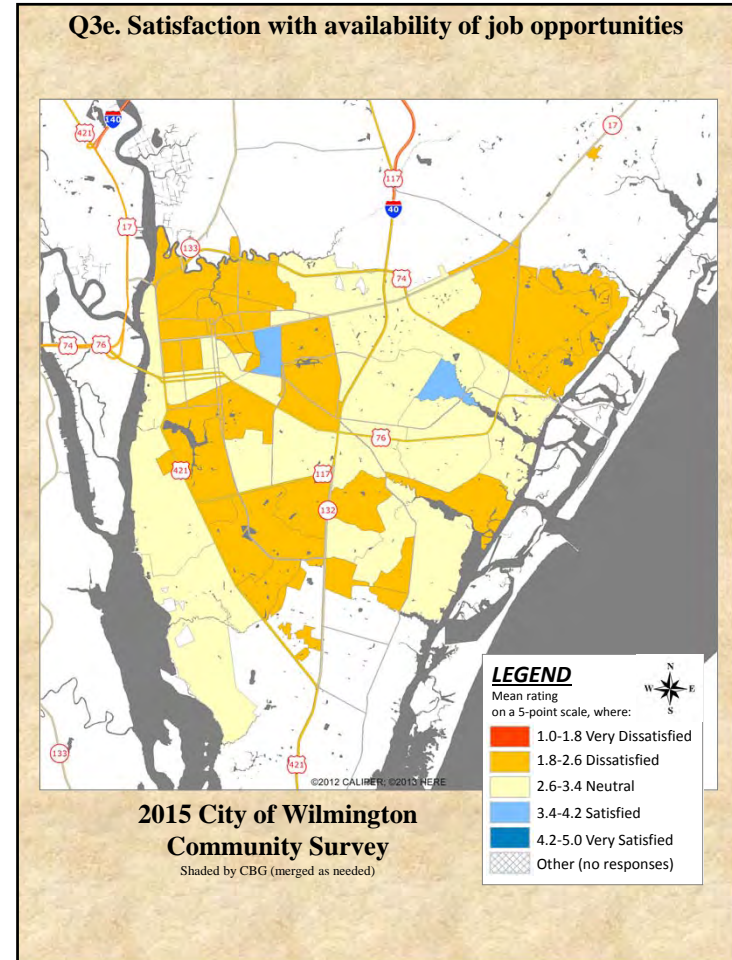 Q3e. Satisfaction with availability of job opportunities
140
421
17
117
17
40
133
74
74
76
76
421
117
132
LEGEND
Mean rating
on a 5-point scale, where:
N
W E
S
1.0-1.8 Very Dissatisfied
1.8-2.6 Dissatisfied
2.6-3.4 Neutral
3.4-4.2 Satisfied
4.2-5.0 Very Satisfied
Other (no responses)
133
421
©2012 CALIPER; ©2013 HERE
2015 City of Wilmington
Community Survey
Shaded by CBG (merged as needed)